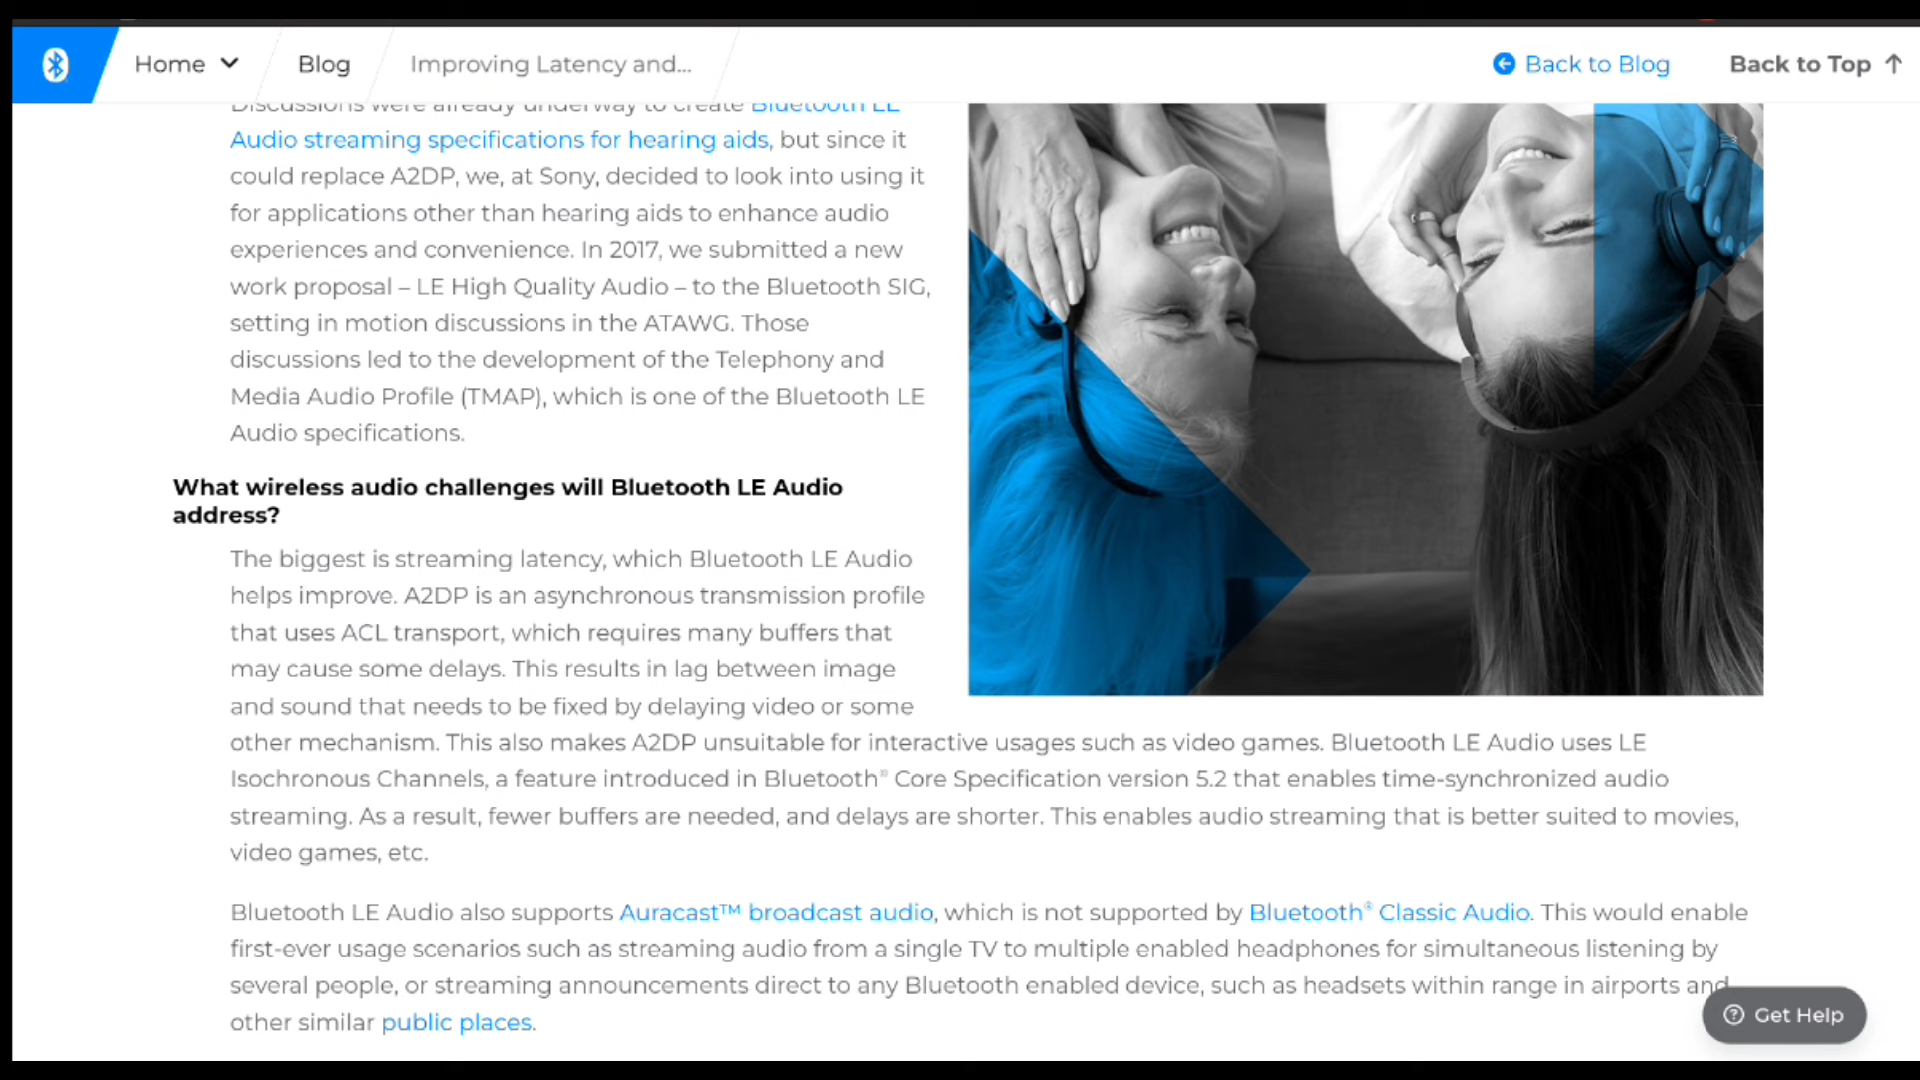 Home
Blog
Improving Latency and...
Back to Blog
Back to Top
Discussions were already underway to create Bluetooth LE
Audio streaming specifications for hearing aids, but since it
could replace A2DP, we, at Sony, decided to look into using it
for applications other than hearing aids to enhance audio
experiences and convenience. In 2017, we submitted a new
work proposal – LE High Quality Audio – to the Bluetooth SIG,
setting in motion discussions in the ATAWG. Those
discussions led to the development of the Telephony and
Media Audio Profile (TMAP), which is one of the Bluetooth LE
Audio specifications.
What wireless audio challenges will Bluetooth LE Audio
address?
The biggest is streaming latency, which Bluetooth LE Audio
helps improve. A2DP is an asynchronous transmission profile
that uses ACL transport, which requires many buffers that
may cause some delays. This results in lag between image
and sound that needs to be fixed by delaying video or some
other mechanism. This also makes A2DP unsuitable for interactive usages such as video games. Bluetooth LE Audio uses LE
Isochronous Channels, a feature introduced in Bluetooth® Core Specification version 5.2 that enables time-synchronized audio
streaming. As a result, fewer buffers are needed, and delays are shorter. This enables audio streaming that is better suited to movies,
video games, etc.
Bluetooth LE Audio also supports Auracast™ broadcast audio, which is not supported by Bluetooth® Classic Audio. This would enable
first-ever usage scenarios such as streaming audio from a single TV to multiple enabled headphones for simultaneous listening by
several people, or streaming announcements direct to any Bluetooth enabled device, such as headsets within range in airports and
other similar public places.
Get Help